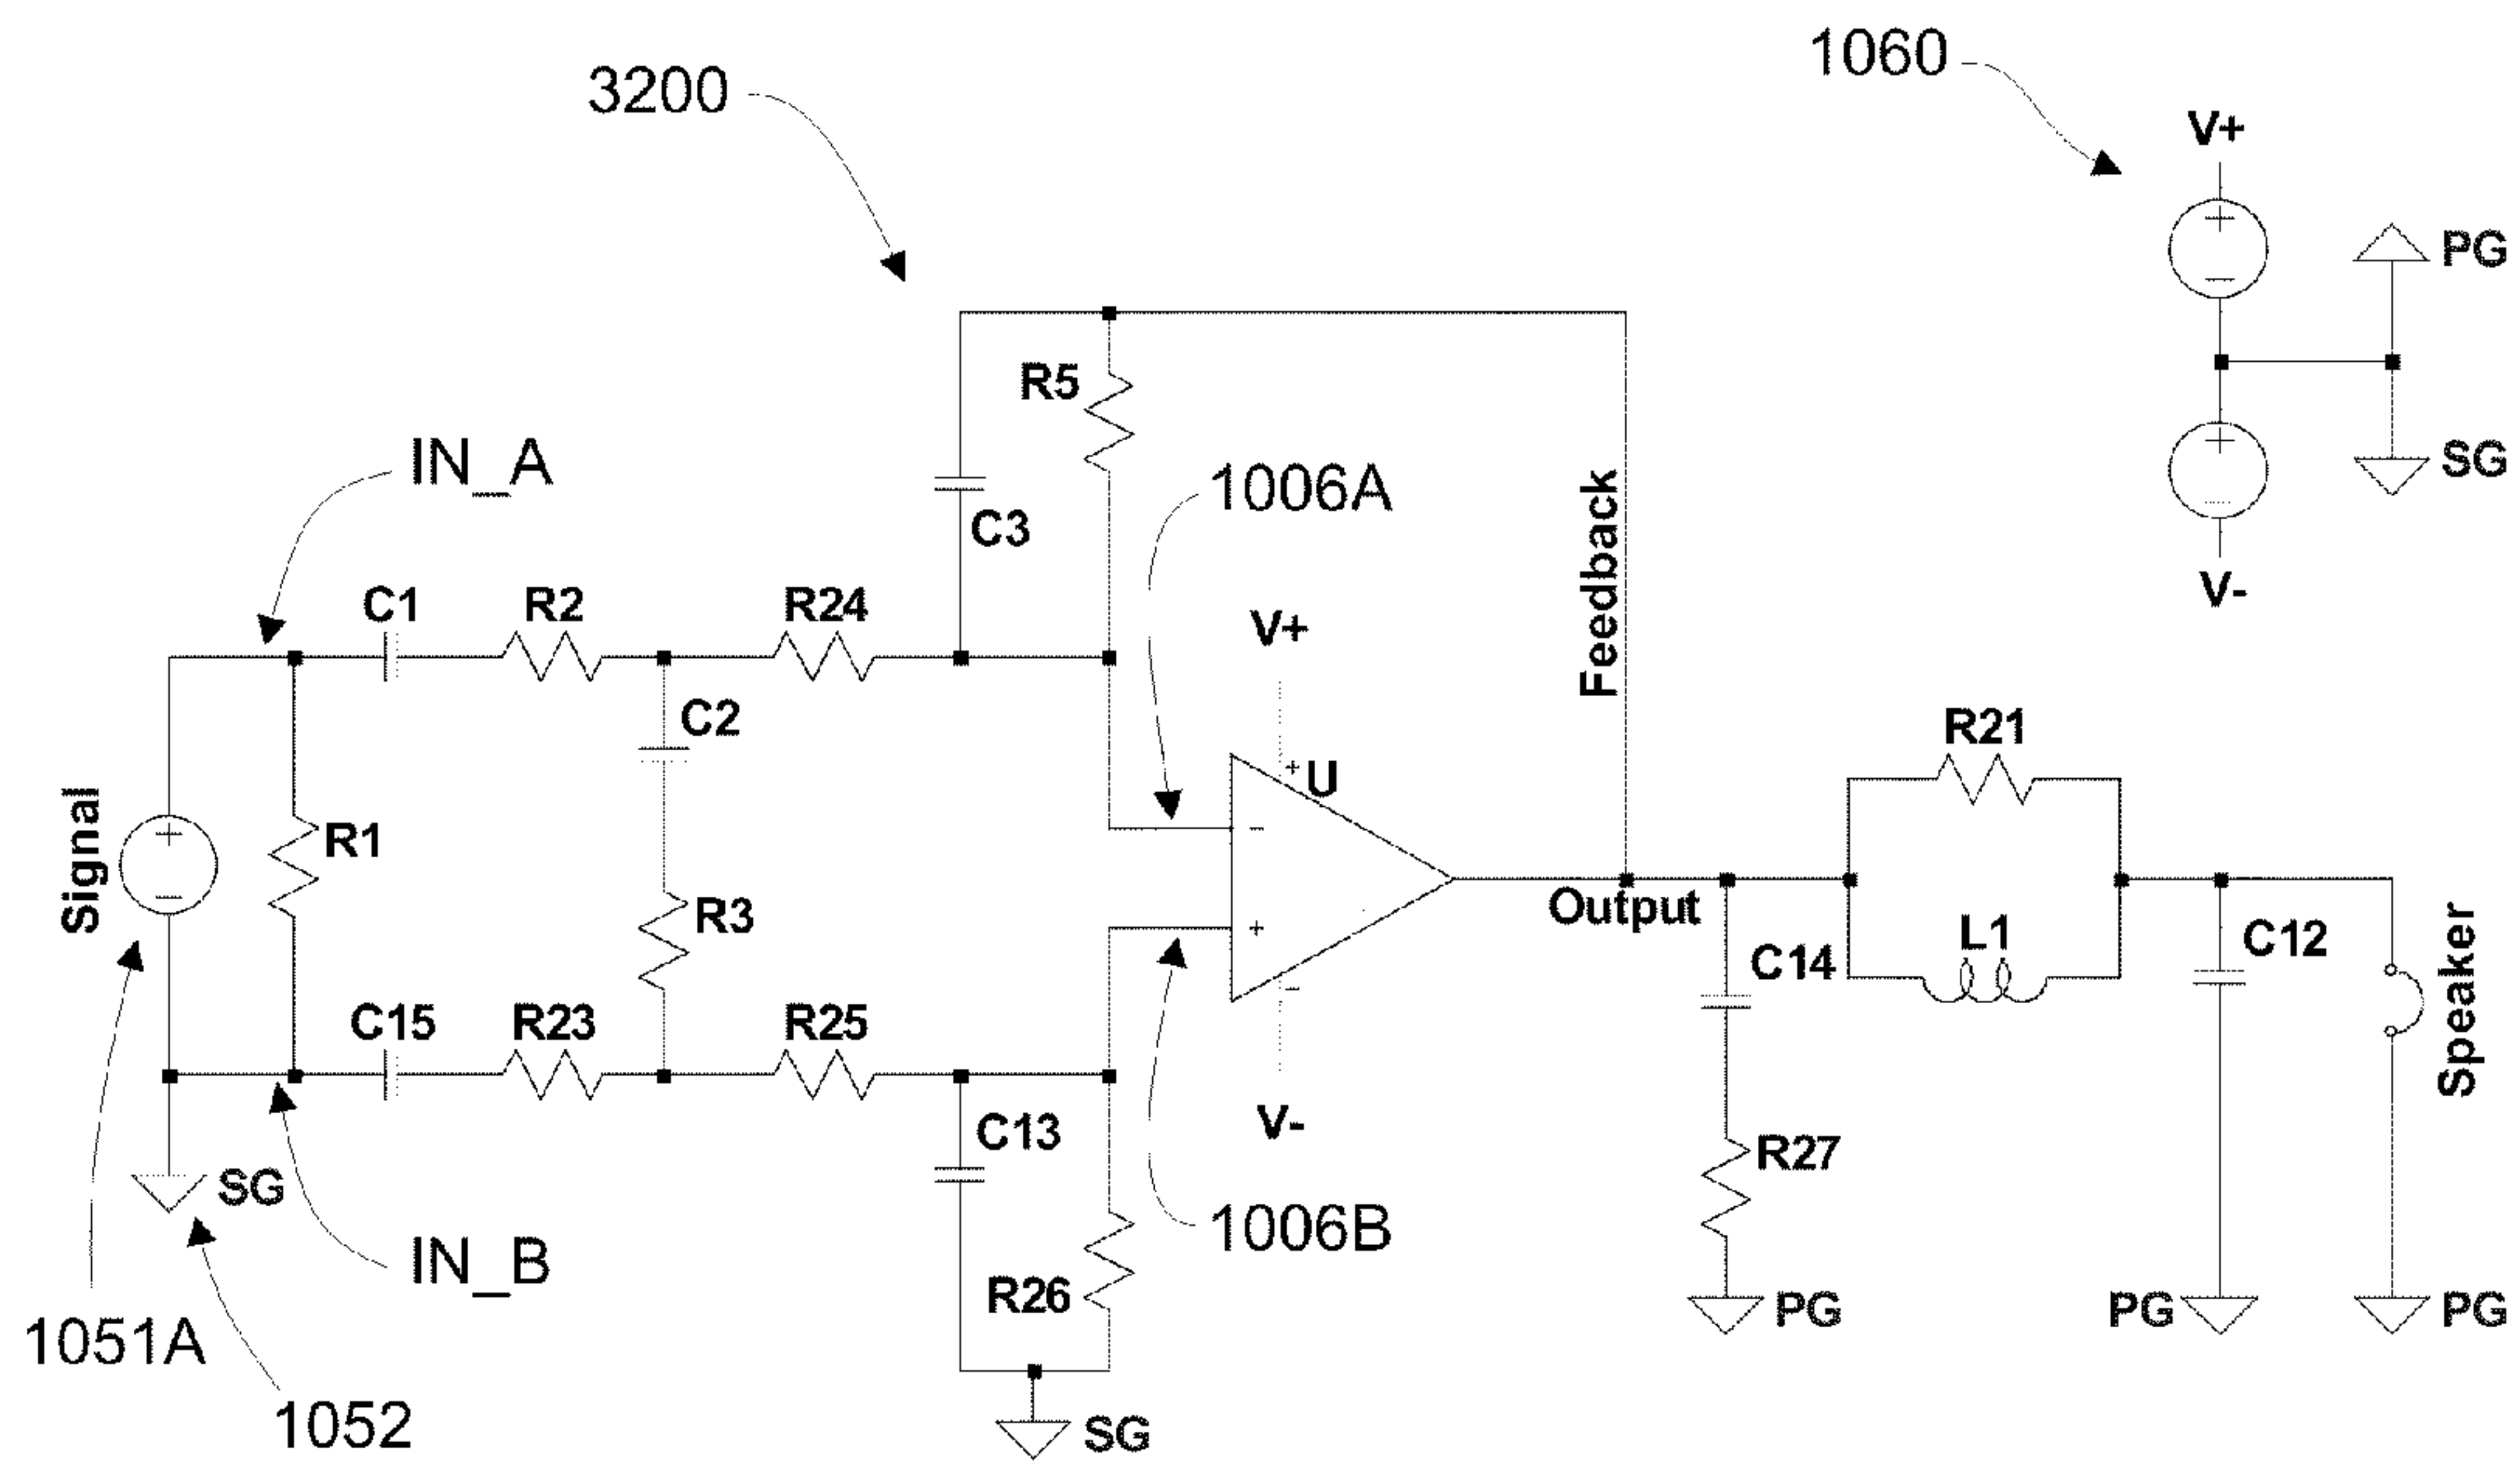 1060
3200
V+
PG
SG
V-
R5
IN_A
1006A
C3
Feedback
C1
R2
R24
V+
C2
R21
U
Signal
R1
R3
Output
L1
C12
C14
Speaker
C15
R23
R25
C13
V-
R27
SG
1006B
IN_B
R26
PG
PG
PG
1051A
1052
SG